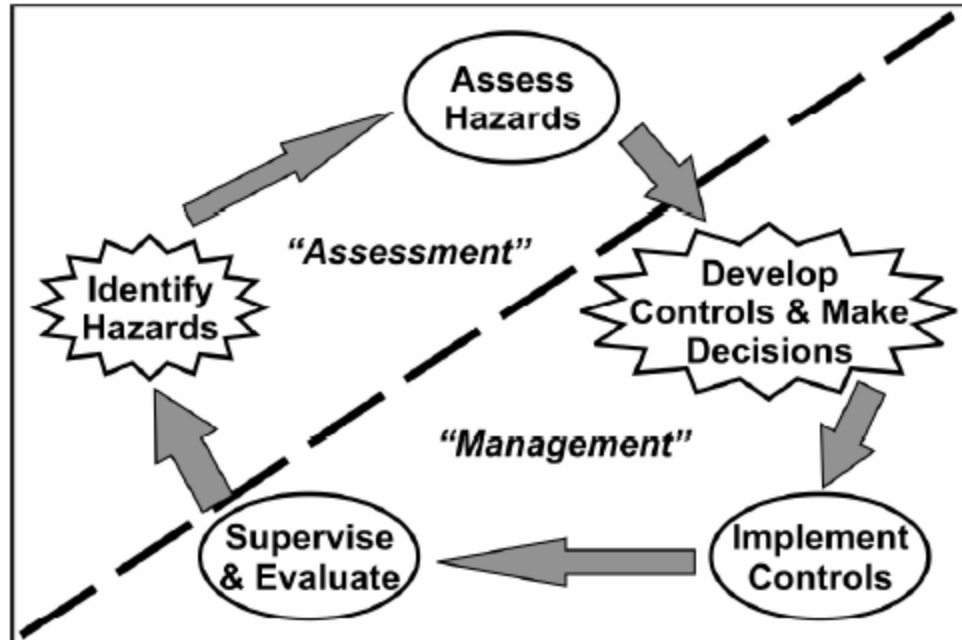 Assess
Hazards
“Assessment”
Identify
Hazards
Develop
Controls & Make
Decisions
“Management”
Supervise
& Evaluate
Implement
Controls